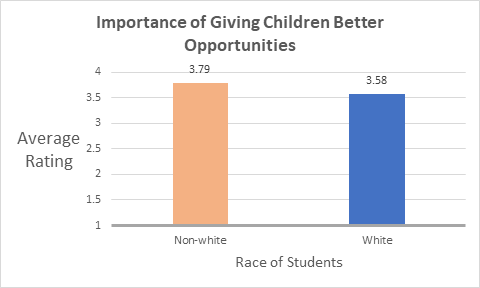 Importance of Giving Children Better
Opportunities
4
3.5
3
2.5
2
1.5
1
Average
Rating
3.79
3.58
Non-white
White
Race of Students